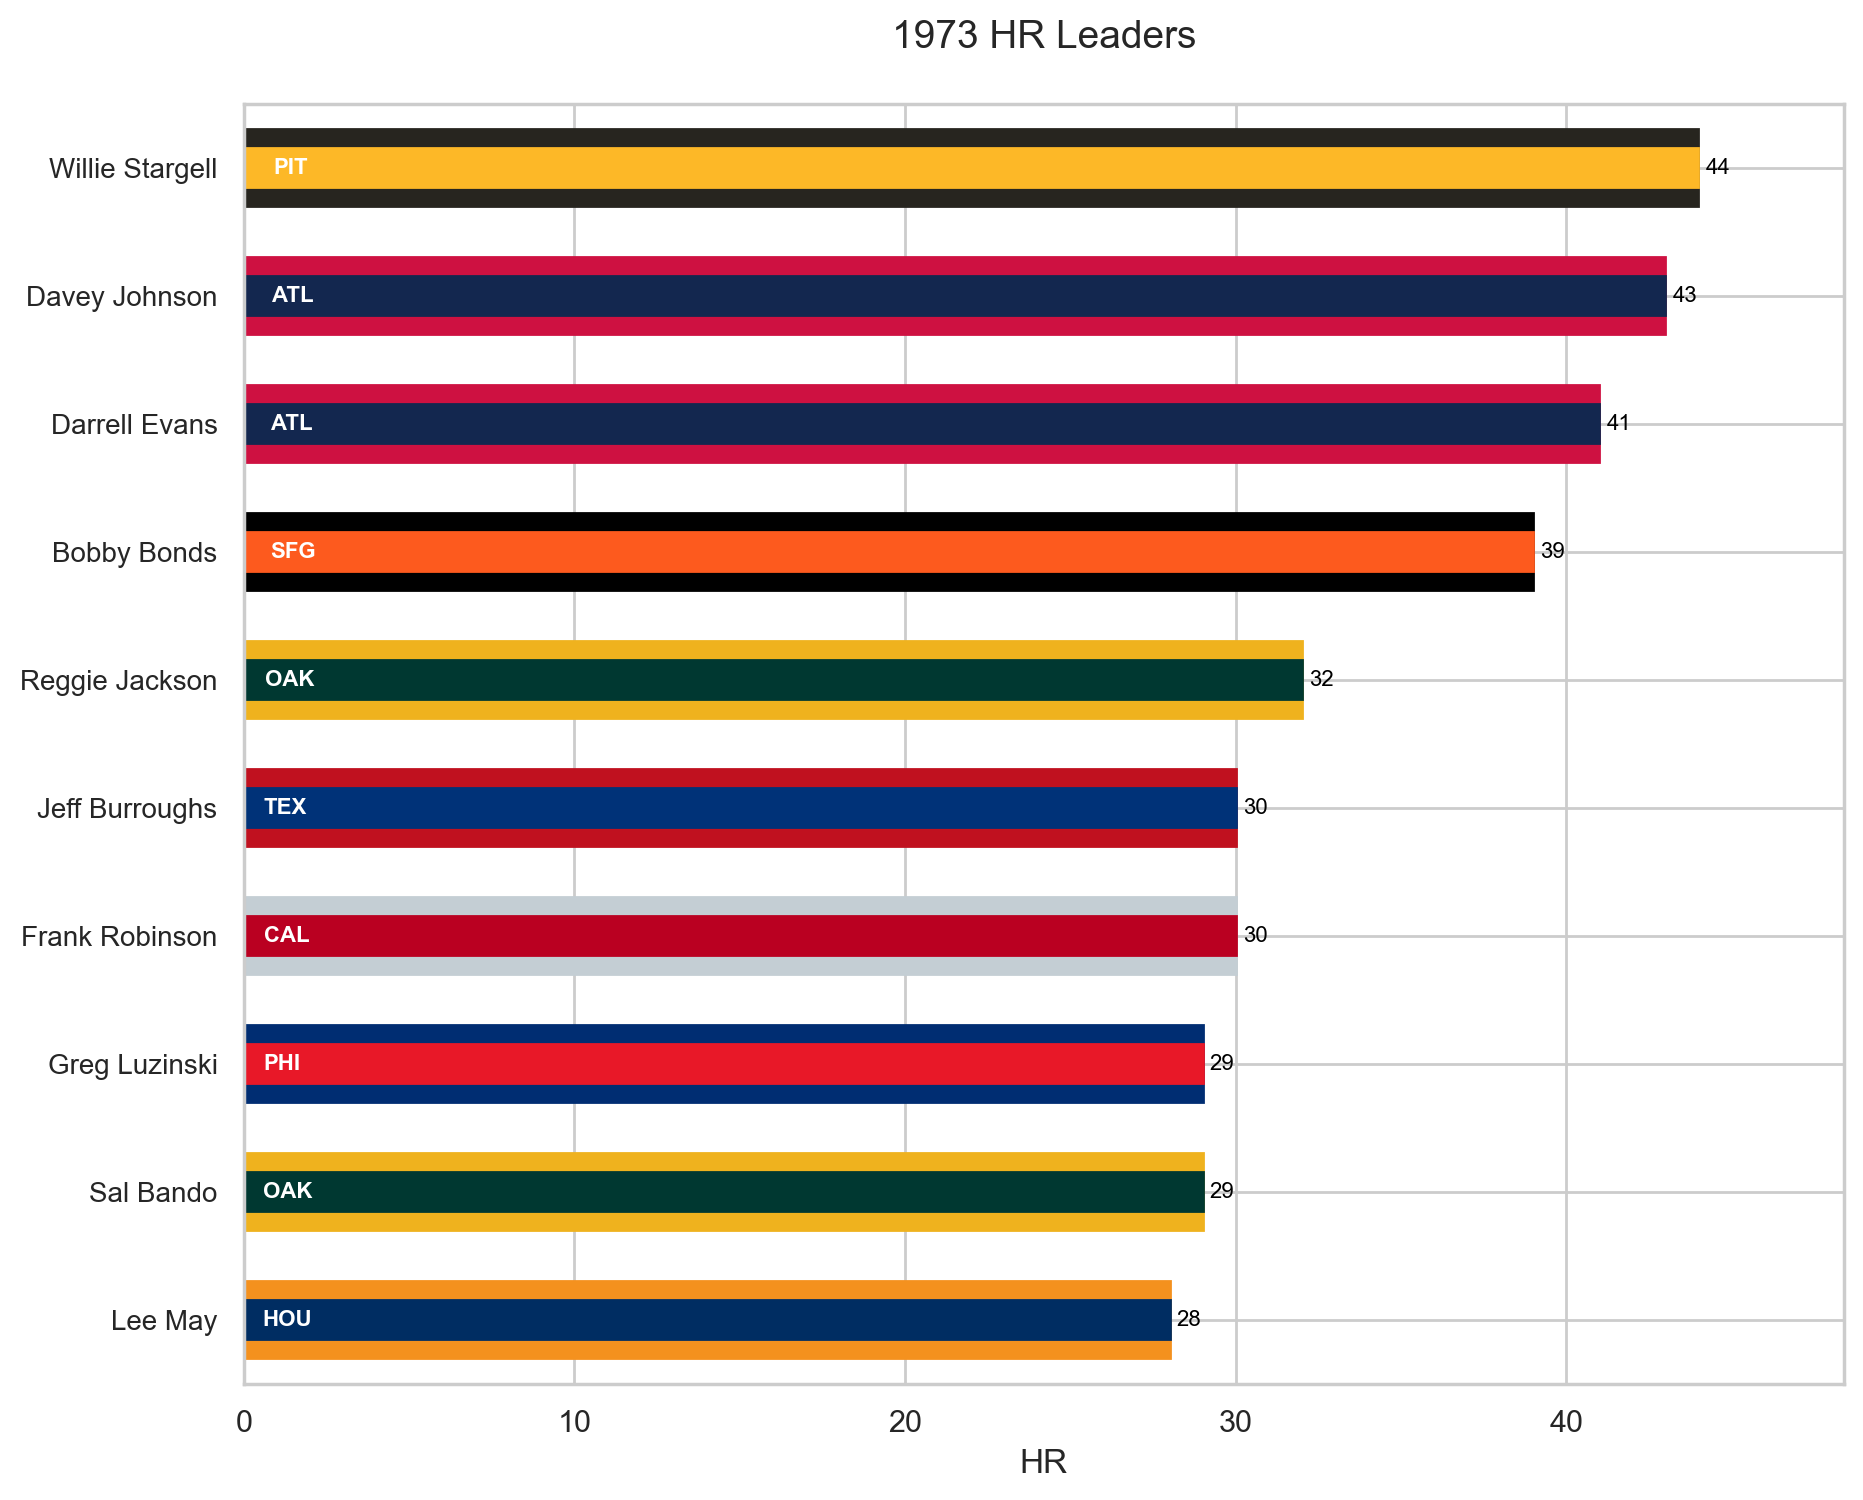 1973 HR Leaders
Willie Stargell PIT 44
Davey Johnson ATL 43
Darrell Evans ATL 41
Bobby Bonds SFG 39
Reggie Jackson OAK 32
Jeff Burroughs TEX 30
Frank Robinson CAL 30
Greg Luzinski PHI 29
Sal Bando OAK 29
Lee May HOU 28
0 10 20 30 40
HR